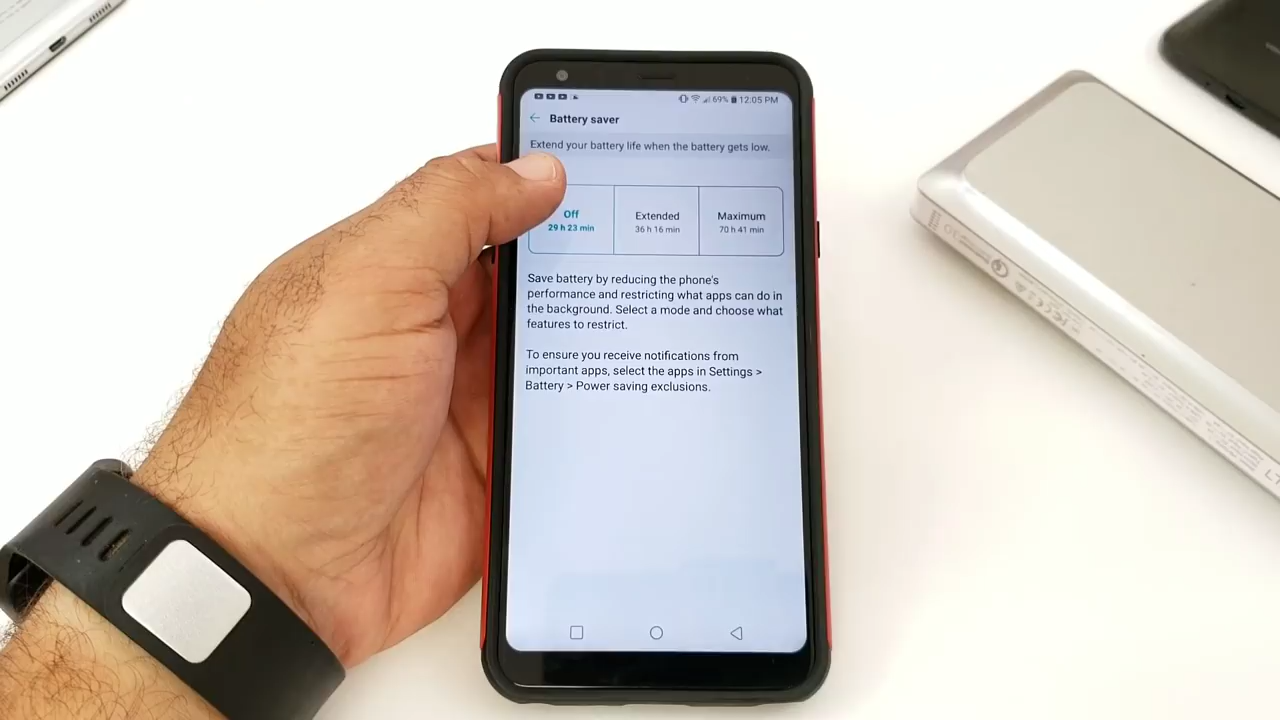 69% 12:05 PM
Battery saver
Extend your battery life when the battery gets low.
Off
29 h 23 min
Extended
36 h 16 min
Maximum
70 h 41 min
Save battery by reducing the phone's
performance and restricting what apps can do in
the background. Select a mode and choose what
features to restrict.
To ensure you receive notifications from
important apps, select the apps in Settings >
Battery > Power saving exclusions.